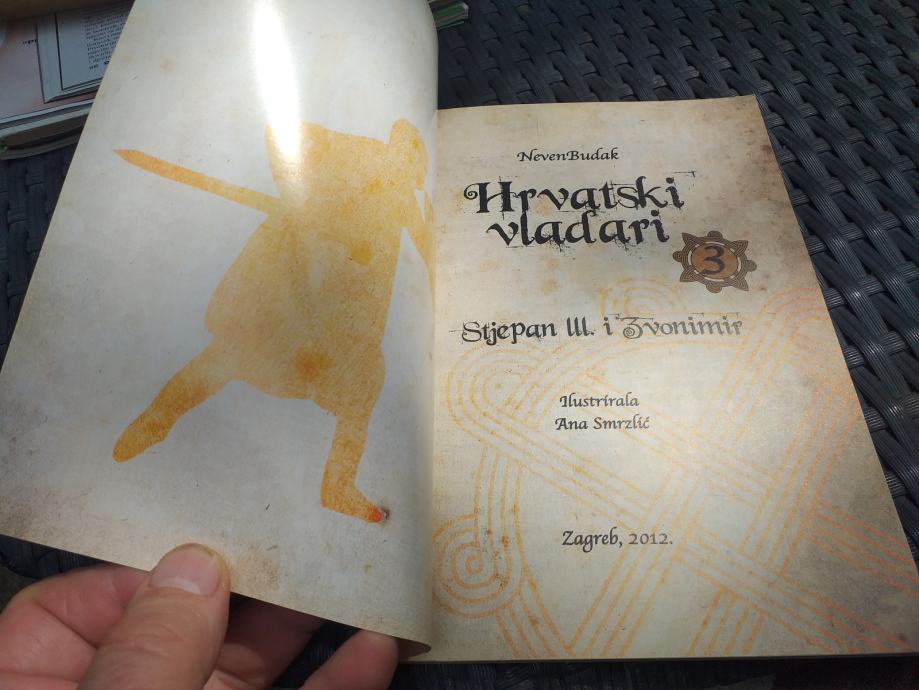 NevenBudak
Hrvatski
vladari
3
Stjepan III. i Zvonimir
Ilustrirala
Ana Smrzlić
Zagreb, 2012.